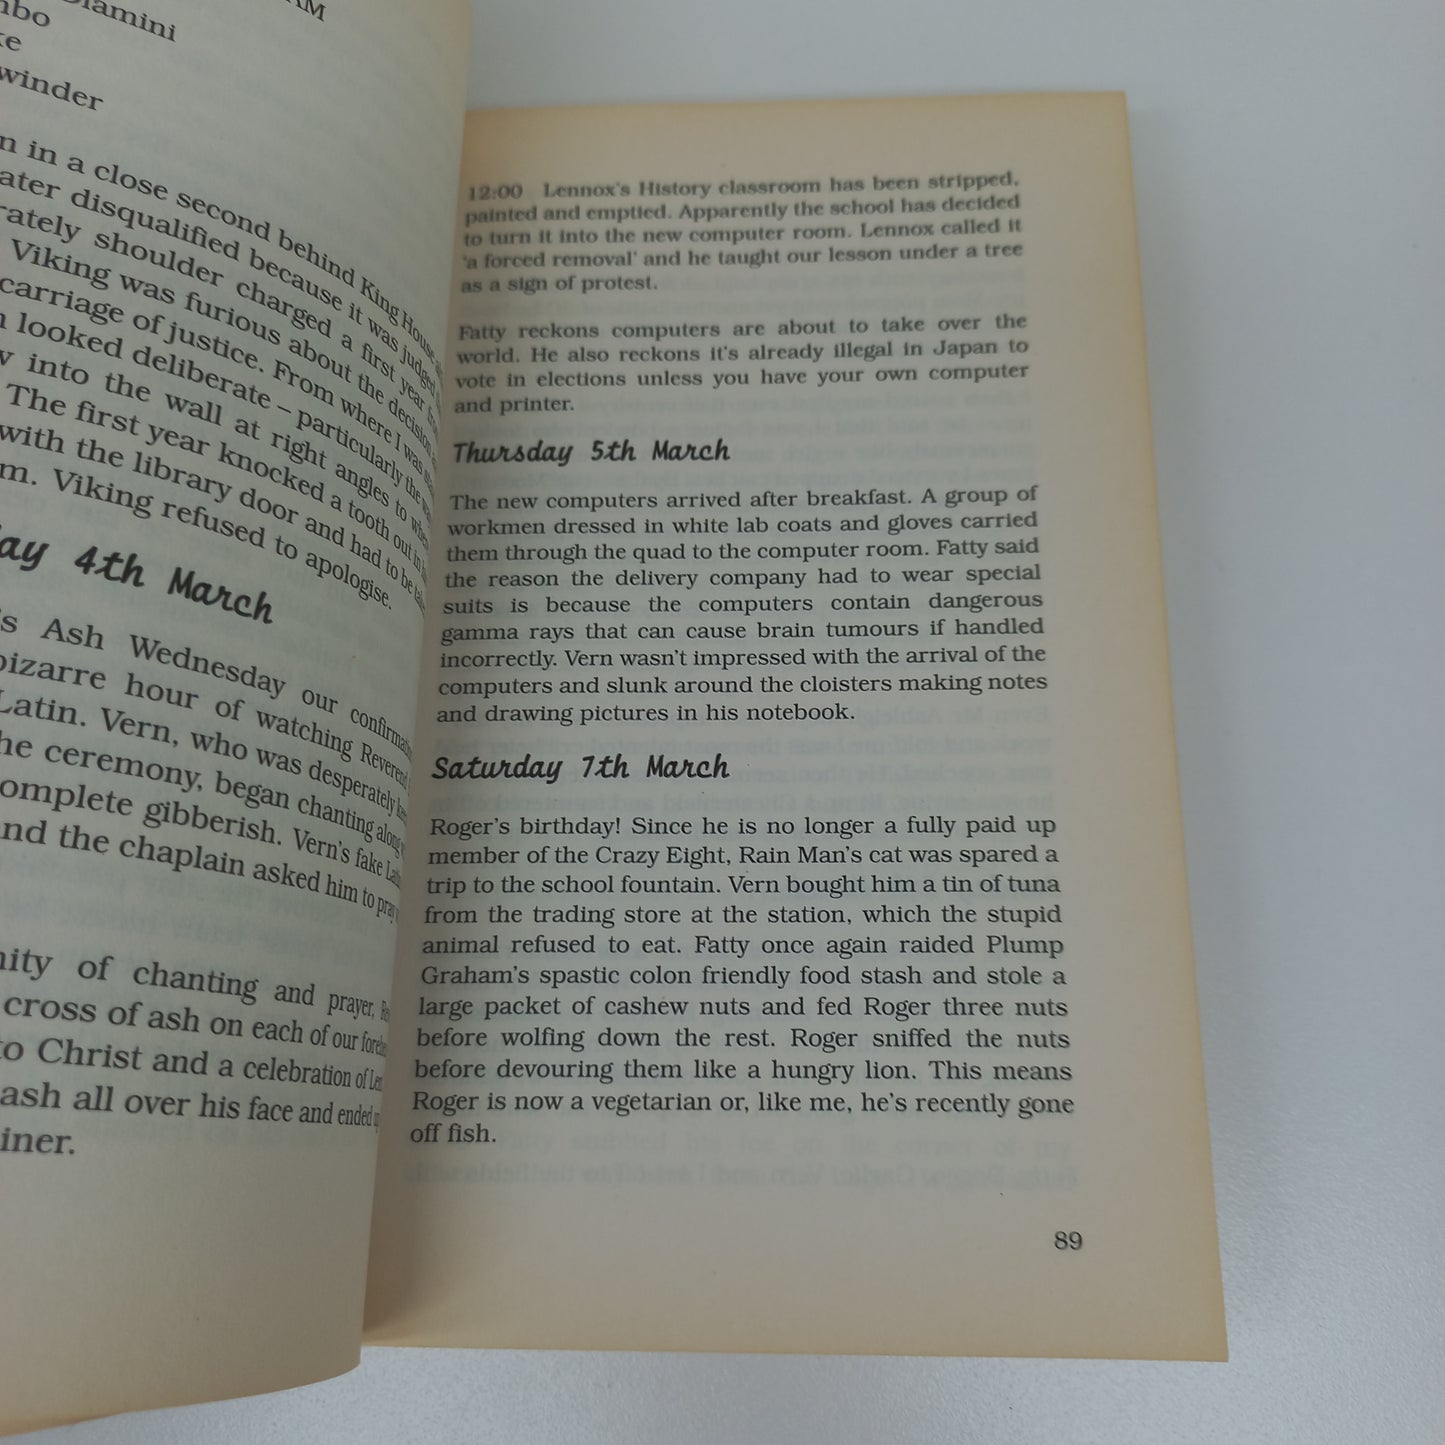 AM
Dlamini
mbo
ke
winder
n in a close second behind King House
ater disqualified because it was judged
rately shoulder charged a first year
Viking was furious about the decision
carriage of justice. From where I was
n looked deliberate – particularly the
w into the wall at right angles to
The first year knocked a tooth out
with the library door and had to be
m. Viking refused to apologise.
ay 4th March
's Ash Wednesday our
bizarre hour of watching Reverend
Latin. Vern, who was desperately
he ceremony, began chanting along
omplete gibberish. Vern's fake
nd the chaplain asked him to pray
nity of chanting and prayer,
cross of ash on each of our
to Christ and a celebration of
ash all over his face and ended
iner.
12:00 Lennox's History classroom has been stripped,
painted and emptied. Apparently the school has decided
to turn it into the new computer room. Lennox called it
'a forced removal' and he taught our lesson under a tree
as a sign of protest.
Fatty reckons computers are about to take over the
world. He also reckons it's already illegal in Japan to
vote in elections unless you have your own computer
and printer.
Thursday 5th March
The new computers arrived after breakfast. A group of
workmen dressed in white lab coats and gloves carried
them through the quad to the computer room. Fatty said
the reason the delivery company had to wear special
suits is because the computers contain dangerous
gamma rays that can cause brain tumours if handled
incorrectly. Vern wasn't impressed with the arrival of the
computers and slunk around the cloisters making notes
and drawing pictures in his notebook.
Saturday 7th March
Roger's birthday! Since he is no longer a fully paid up
member of the Crazy Eight, Rain Man's cat was spared a
trip to the school fountain. Vern bought him a tin of tuna
from the trading store at the station, which the stupid
animal refused to eat. Fatty once again raided Plump
Graham's spastic colon friendly food stash and stole a
large packet of cashew nuts and fed Roger three nuts
before wolfing down the rest. Roger sniffed the nuts
before devouring them like a hungry lion. This means
Roger is now a vegetarian or, like me, he's recently gone
off fish.
89